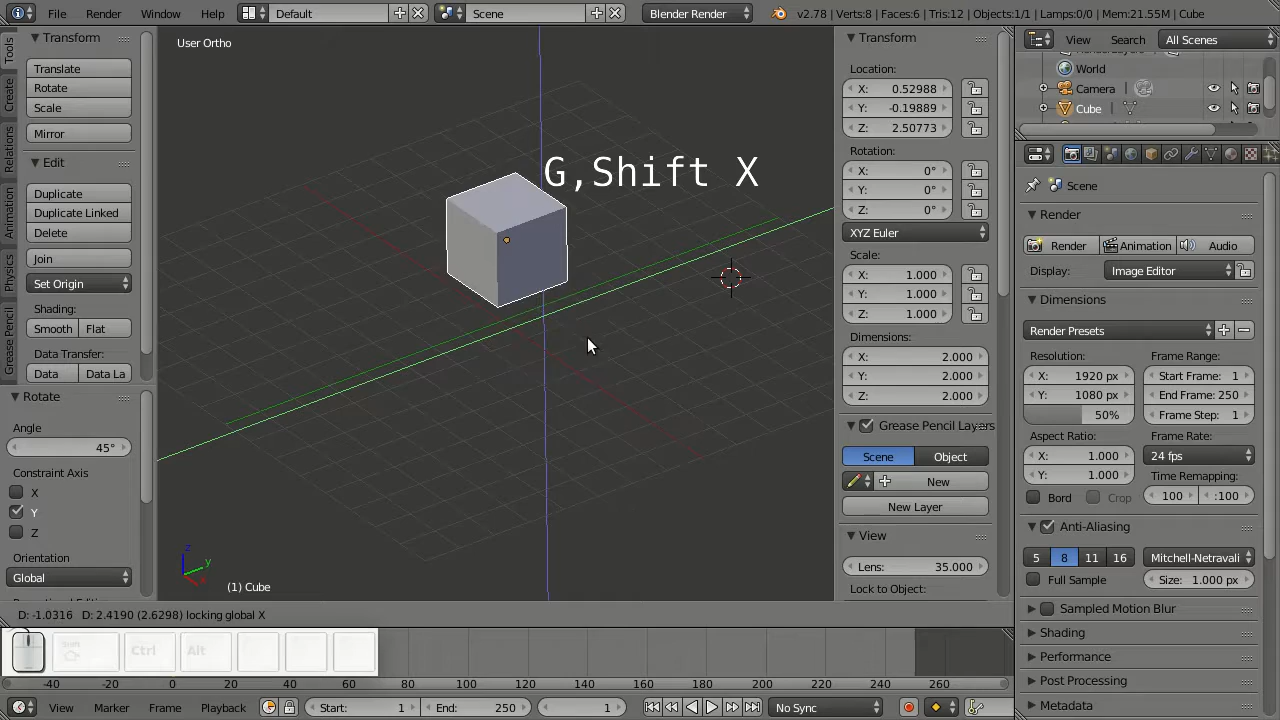 File Render Window Help Default Scene Blender Render v2.78 | Verts:8 | Faces:6 | Tris:12 | Objects:1/1 | Lamps:0/0 | Mem:21.55M | Cube
Tools
Create
Relations
Animation
Physics
Grease Pencil
Transform
Translate
Rotate
Scale
Mirror
Edit
Duplicate
Duplicate Linked
Delete
Join
Set Origin
Shading:
Smooth Flat
Data Transfer:
Data Data La
Rotate
Angle
45°
Constraint Axis
X
Y
Z
Orientation
Global
User Ortho
G,Shift X
z
y
x
(1) Cube
D: -1.0316 D: 2.4190 (2.6298) locking global X
Transform
Location:
X: 0.52988
Y: -0.19889
Z: 2.50773
Rotation:
X: 0°
Y: 0°
Z: 0°
XYZ Euler
Scale:
X: 1.000
Y: 1.000
Z: 1.000
Dimensions:
X: 2.000
Y: 2.000
Z: 2.000
Grease Pencil Layers
Scene Object
New
New Layer
View
Lens: 35.000
Lock to Object:
View Search All Scenes
World
Camera
Cube
Scene
Render
Render Animation Audio
Display: Image Editor
Dimensions
Render Presets
Resolution: Frame Range:
X: 1920 px Start Frame: 1
Y: 1080 px End Frame: 250
50% Frame Step: 1
Aspect Ratio: Frame Rate:
X: 1.000 24 fps
Y: 1.000 Time Remapping:
Bord Crop 100 :100
Anti-Aliasing
5 8 11 16 Mitchell-Netravali
Full Sample Size: 1.000 px
Sampled Motion Blur
Shading
Performance
Post Processing
Metadata
Shift Ctrl Alt
-40 -20 0 20 40 60 80 100 120 140 160 180 200 220 240 260
View Marker Frame Playback Start: 1 End: 250 1 No Sync